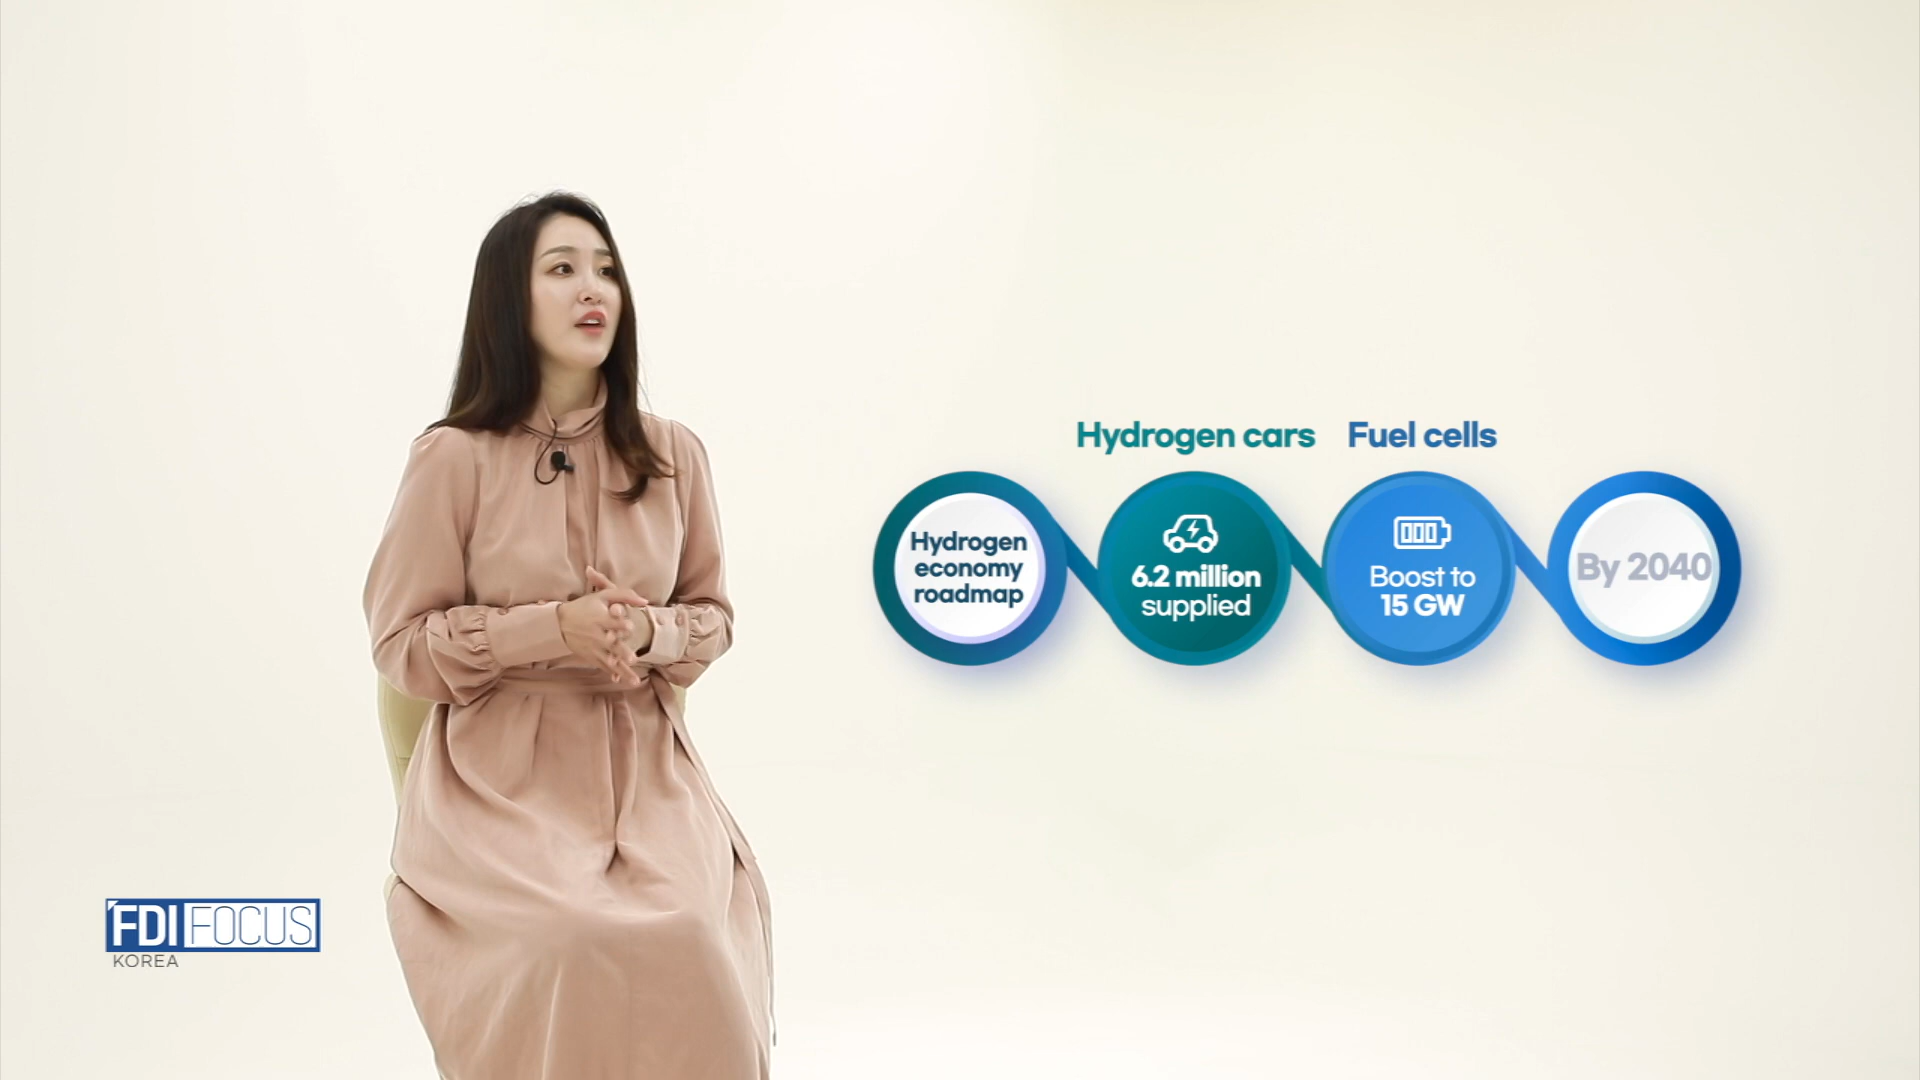 Hydrogen cars
Fuel cells
Hydrogen
economy
roadmap
6.2 million
supplied
Boost to
15 GW
By 2040
FDI FOCUS
KOREA